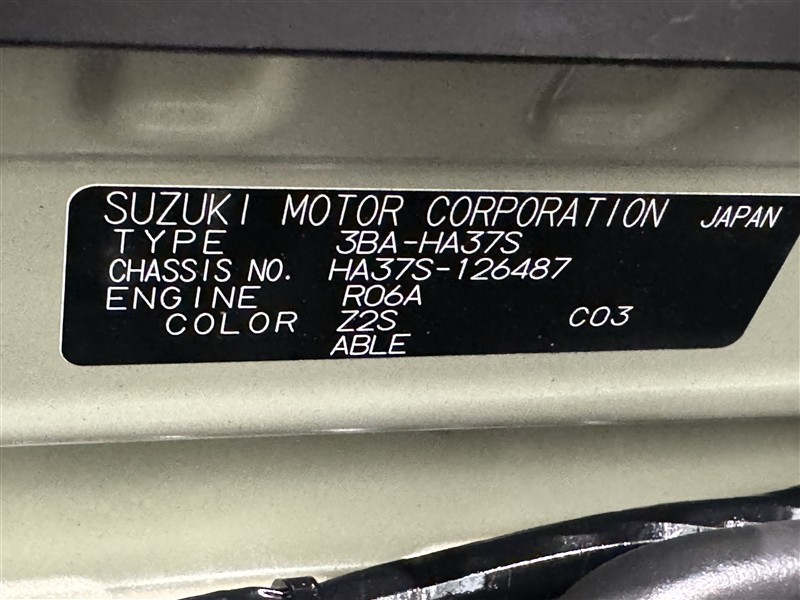 SUZUKI MOTOR CORPORATION JAPAN
TYPE 3BA-HA37S
CHASSIS NO. HA37S-126487
ENGINE R06A
COLOR Z2S C03
ABLE